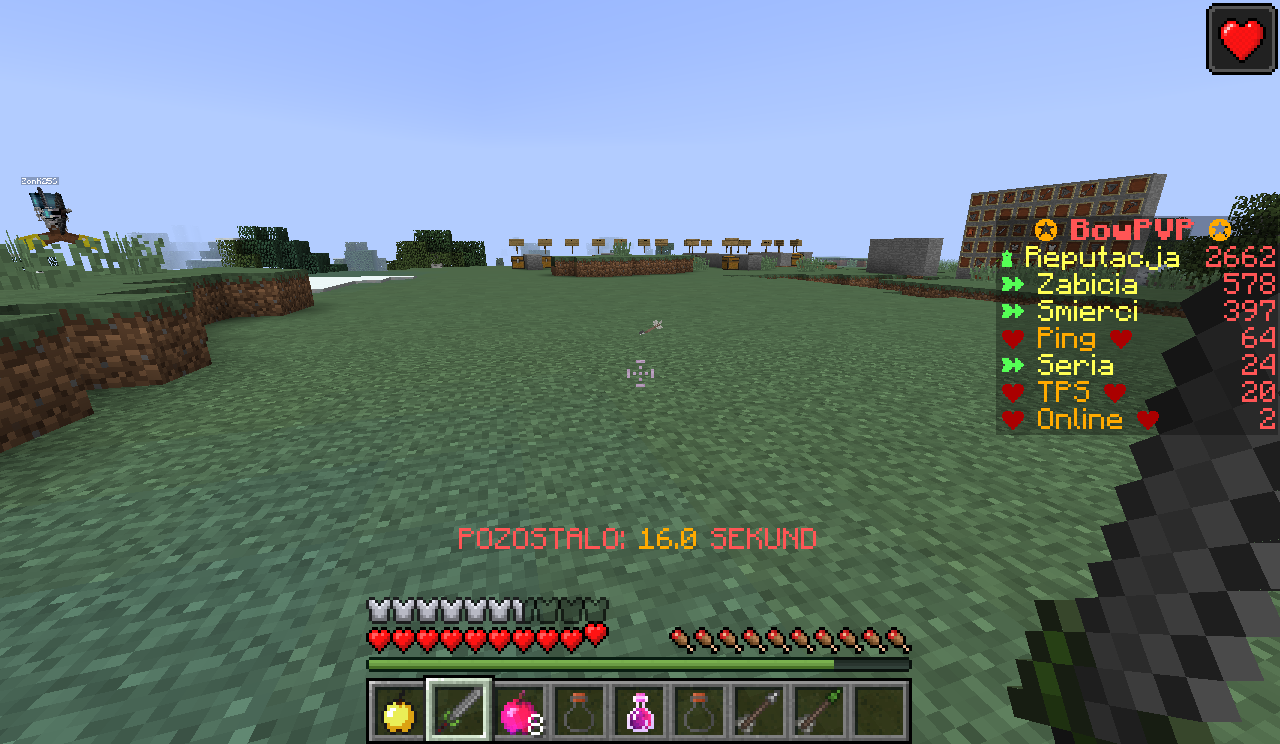 Zonh253
BowPVP
Reputacja 2662
Zabicia 578
Smierci 397
Ping 64
Seria 24
TPS 20
Online 2
POZOSTALO: 16.0 SEKUND
8